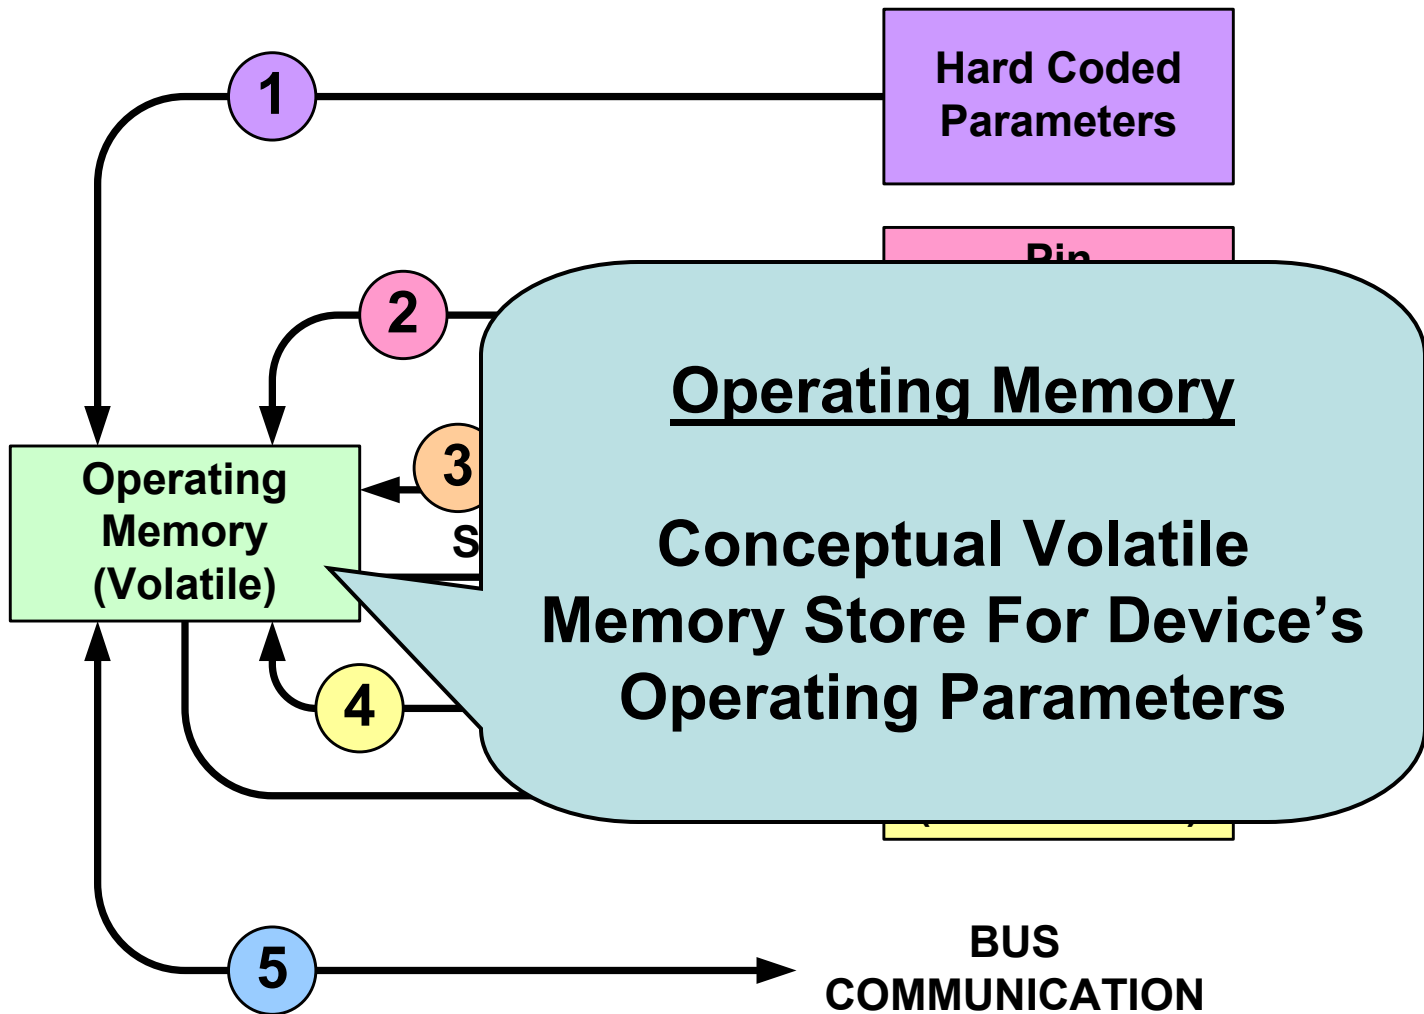 1
Hard Coded
Parameters
Pin
2
Operating Memory
3
Operating
Memory
(Volatile)
S
Conceptual Volatile
Memory Store For Device’s
Operating Parameters
4
5
BUS
COMMUNICATION